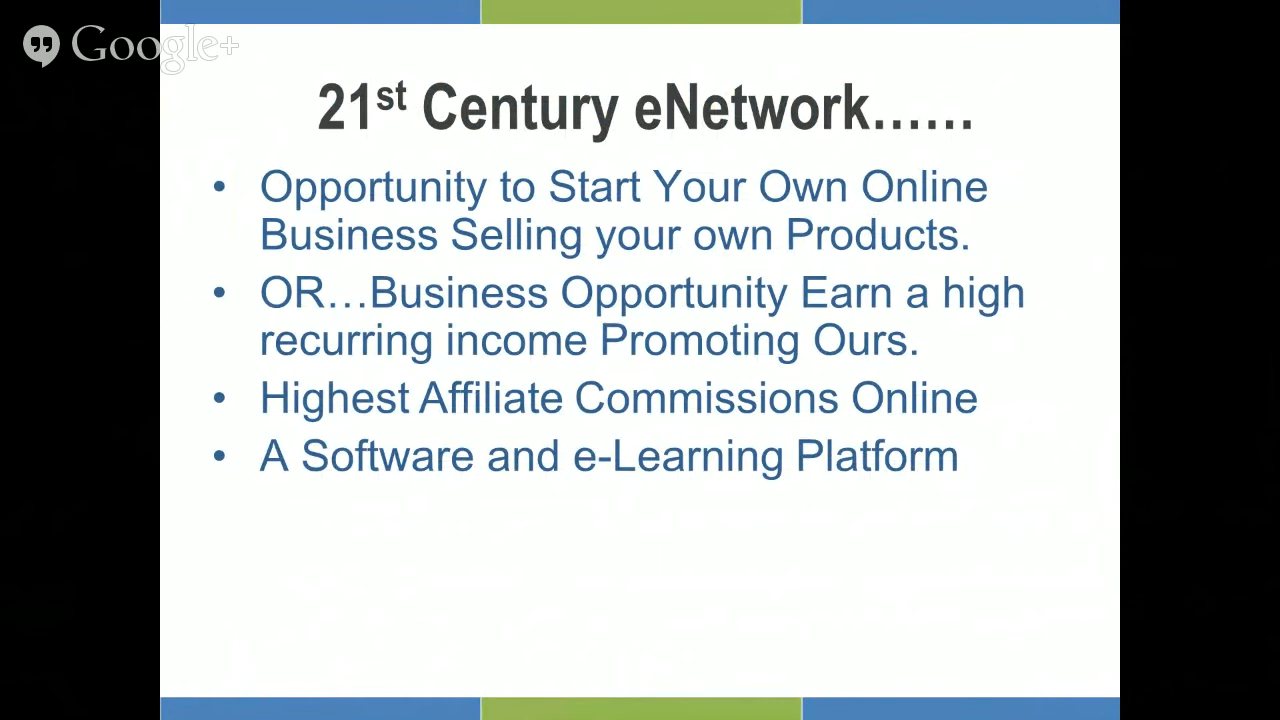 Google+
21st Century eNetwork......
• Opportunity to Start Your Own Online
Business Selling your own Products.
• OR…Business Opportunity Earn a high
recurring income Promoting Ours.
• Highest Affiliate Commissions Online
• A Software and e-Learning Platform